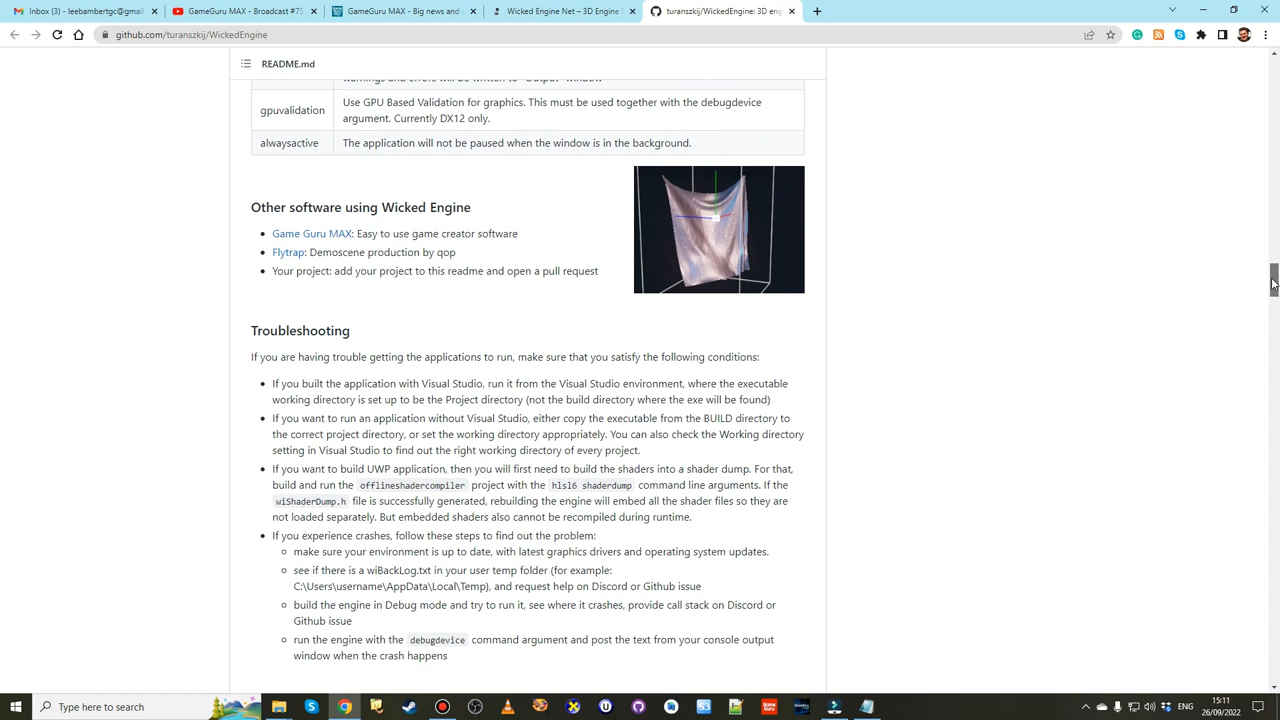 Inbox (3) - leebambertgc@gmail
GameGuru MAX - Broadcast #75
GameGuru MAX - Big news and
Wicked Engine Net – 3D Engine
turanszkij/WickedEngine: 3D eng
github.com/turanszkij/WickedEngine
README.md
warnings and errors will be written to "Output" window
gpuvalidation
Use GPU Based Validation for graphics. This must be used together with the debugdevice
argument. Currently DX12 only.
alwaysactive
The application will not be paused when the window is in the background.
Other software using Wicked Engine
Game Guru MAX: Easy to use game creator software
Flytrap: Demoscene production by qop
Your project: add your project to this readme and open a pull request
Troubleshooting
If you are having trouble getting the applications to run, make sure that you satisfy the following conditions:
If you built the application with Visual Studio, run it from the Visual Studio environment, where the executable
working directory is set up to be the Project directory (not the build directory where the exe will be found)
If you want to run an application without Visual Studio, either copy the executable from the BUILD directory to
the correct project directory, or set the working directory appropriately. You can also check the Working directory
setting in Visual Studio to find out the right working directory of every project.
If you want to build UWP application, then you will first need to build the shaders into a shader dump. For that,
build and run the offlineshadercompiler project with the hlsl6 shaderdump command line arguments. If the
wiShaderDump.h file is successfully generated, rebuilding the engine will embed all the shader files so they are
not loaded separately. But embedded shaders also cannot be recompiled during runtime.
If you experience crashes, follow these steps to find out the problem:
make sure your environment is up to date, with latest graphics drivers and operating system updates.
see if there is a wiBackLog.txt in your user temp folder (for example:
C:\Users\username\AppData\Local\Temp), and request help on Discord or Github issue
build the engine in Debug mode and try to run it, see where it crashes, provide call stack on Discord or
Github issue
run the engine with the debugdevice command argument and post the text from your console output
window when the crash happens
Type here to search
ENG
15:11
26/09/2022